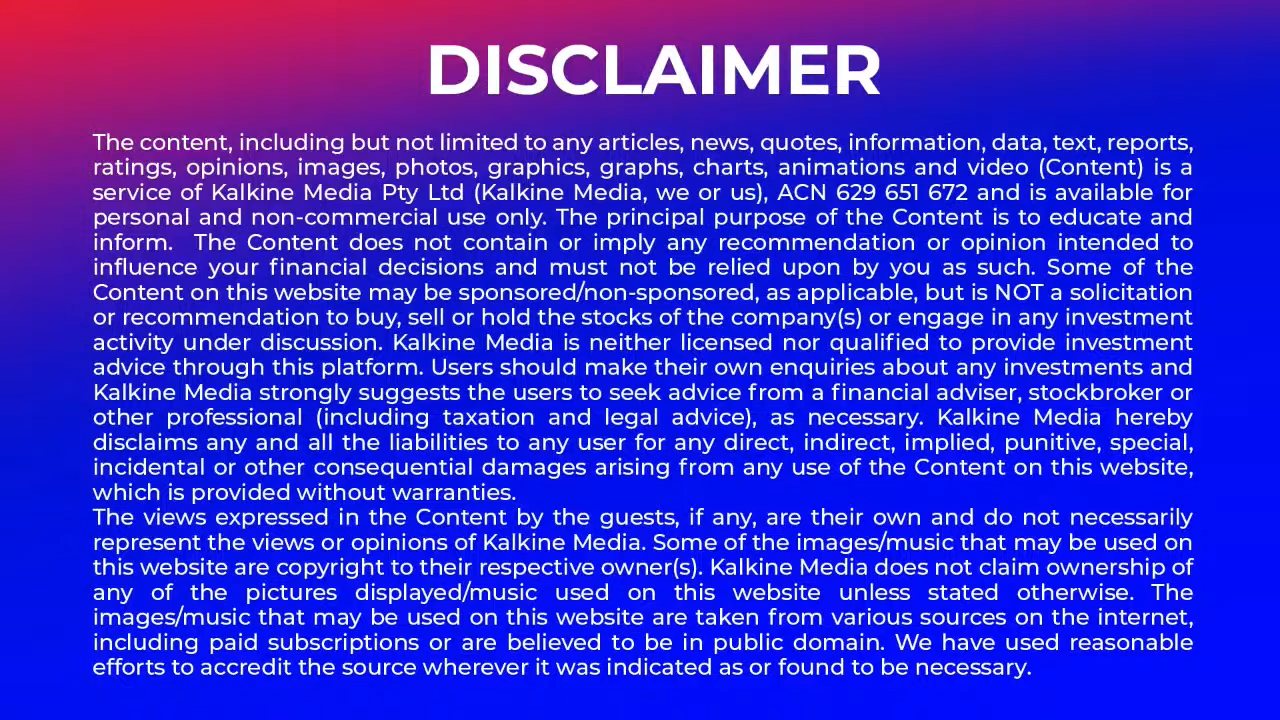 DISCLAIMER
The content, including but not limited to any articles, news, quotes, information, data, text, reports,
ratings, opinions, images, photos, graphics, graphs, charts, animations and video (Content) is a
service of Kalkine Media Pty Ltd (Kalkine Media, we or us), ACN 629 651 672 and is available for
personal and non-commercial use only. The principal purpose of the Content is to educate and
inform. The Content does not contain or imply any recommendation or opinion intended to
influence your financial decisions and must not be relied upon by you as such. Some of the
Content on this website may be sponsored/non-sponsored, as applicable, but is NOT a solicitation
or recommendation to buy, sell or hold the stocks of the company(s) or engage in any investment
activity under discussion. Kalkine Media is neither licensed nor qualified to provide investment
advice through this platform. Users should make their own enquiries about any investments and
Kalkine Media strongly suggests the users to seek advice from a financial adviser, stockbroker or
other professional (including taxation and legal advice), as necessary. Kalkine Media hereby
disclaims any and all the liabilities to any user for any direct, indirect, implied, punitive, special,
incidental or other consequential damages arising from any use of the Content on this website,
which is provided without warranties.
The views expressed in the Content by the guests, if any, are their own and do not necessarily
represent the views or opinions of Kalkine Media. Some of the images/music that may be used on
this website are copyright to their respective owner(s). Kalkine Media does not claim ownership of
any of the pictures displayed/music used on this website unless stated otherwise. The
images/music that may be used on this website are taken from various sources on the internet,
including paid subscriptions or are believed to be in public domain. We have used reasonable
efforts to accredit the source wherever it was indicated as or found to be necessary.